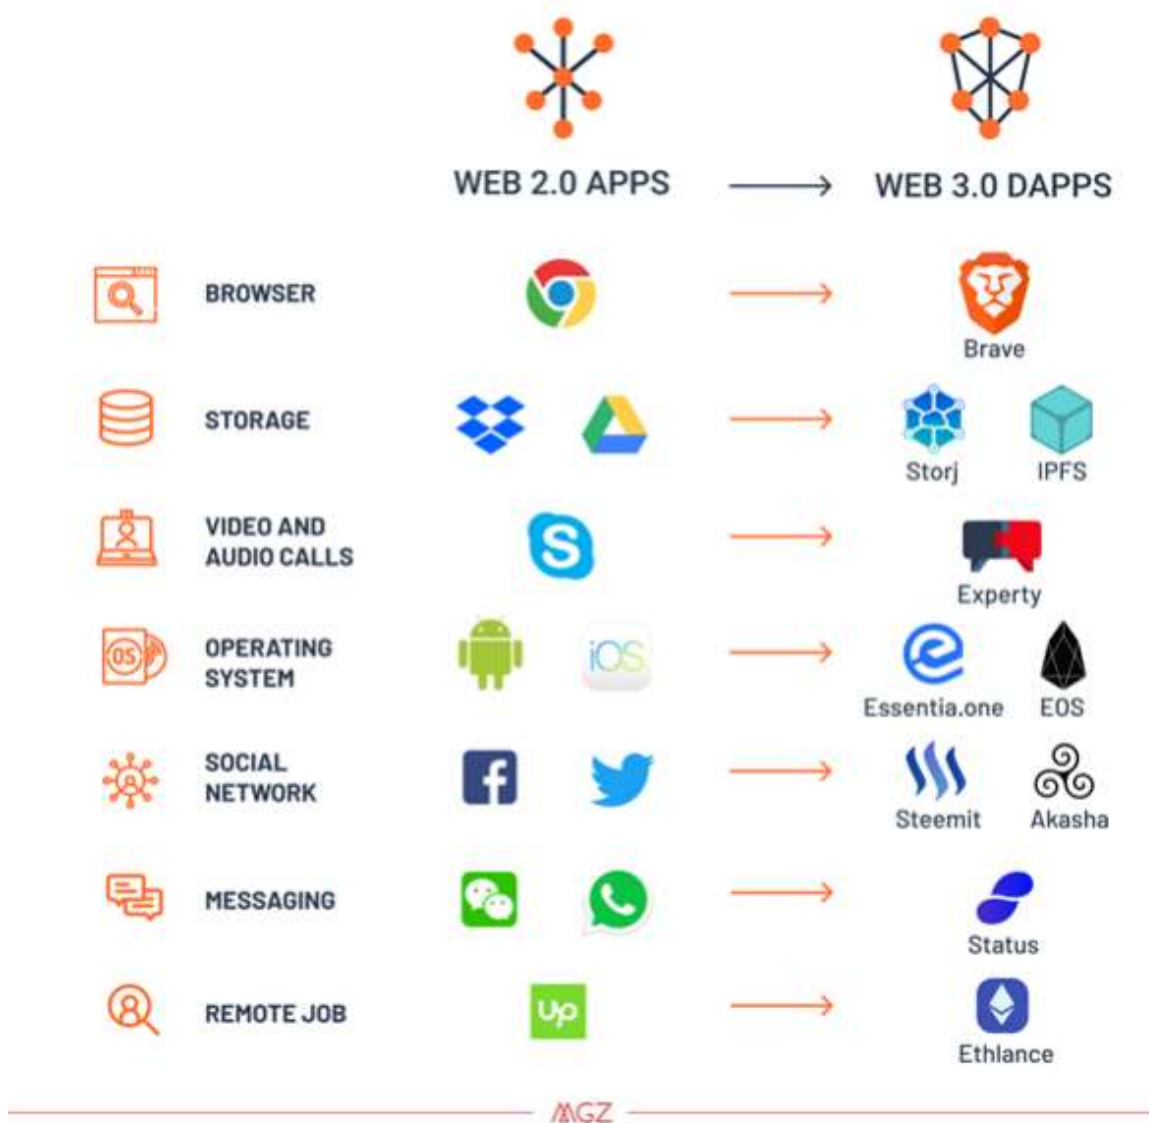 WEB 2.0 APPS
WEB 3.0 DAPPS
BROWSER
Brave
STORAGE
Storj
IPFS
VIDEO AND
AUDIO CALLS
S
Experty
OS
OPERATING
SYSTEM
iOS
Essentia.one
EOS
SOCIAL
NETWORK
f
Steemit
Akasha
MESSAGING
Status
REMOTE JOB
Up
Ethlance
MGZ